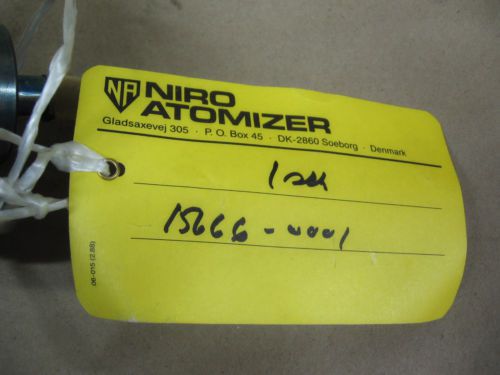 NA NIRO
ATOMIZER
Gladsaxevej 305 · P. O. Box 45 · DK-2860 Soeborg · Denmark
1 stk
15666-0001
06-015 (2.88)